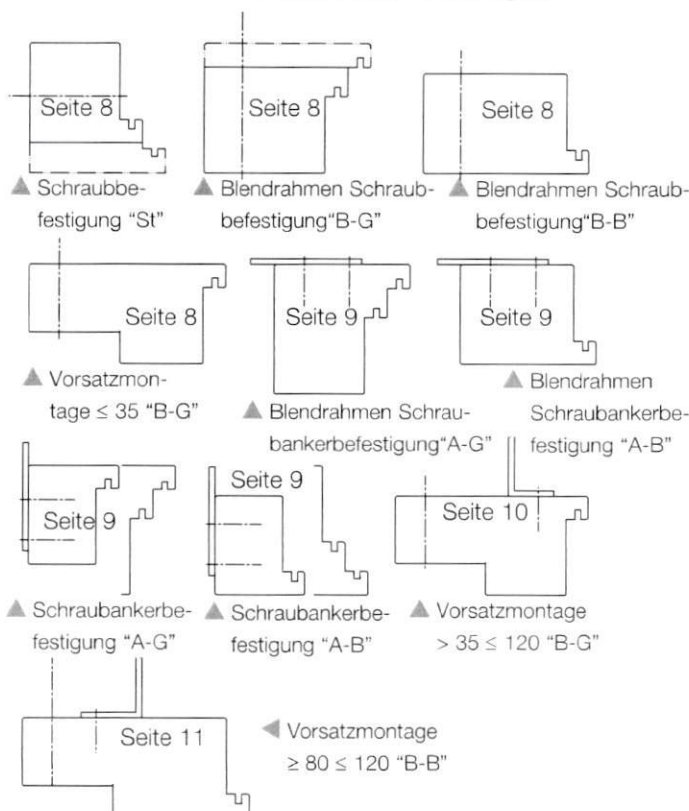 Seite 8
Seite 8
Seite 8
Schraubbe-
festigung “St”
Blendrahmen Schraub-
befestigung“B-G”
Blendrahmen Schraub-
befestigung“B-B”
Seite 8
Seite 9
Seite 9
Vorsatzmon-
tage ≤ 35 “B-G”
Blendrahmen Schrau-
bankerbefestigung“A-G”
Blendrahmen
Schraubankerbe-
festigung “A-B”
Seite 9
Seite 9
Seite 10
Schraubankerbe-
festigung “A-G”
Schraubankerbe-
festigung “A-B”
Vorsatzmontage
> 35 ≤ 120 “B-G”
Seite 11
Vorsatzmontage
≥ 80 ≤ 120 “B-B”